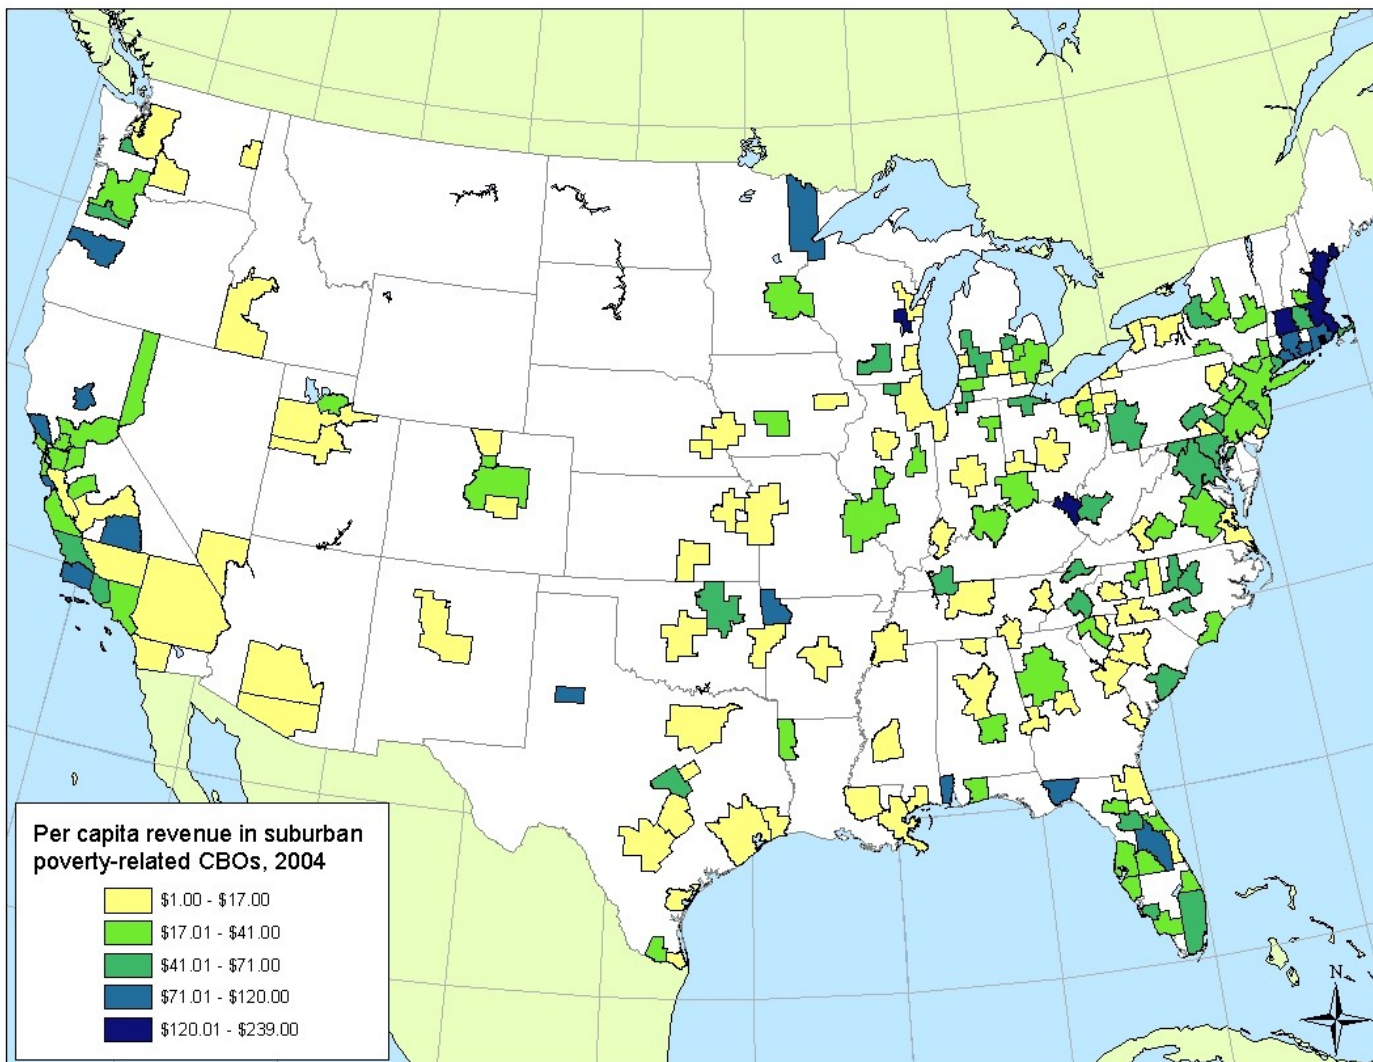 Per capita revenue in suburban
poverty-related CBOs, 2004
$1.00 - $17.00
$17.01 - $41.00
$41.01 - $71.00
$71.01 - $120.00
$120.01 - $239.00
N